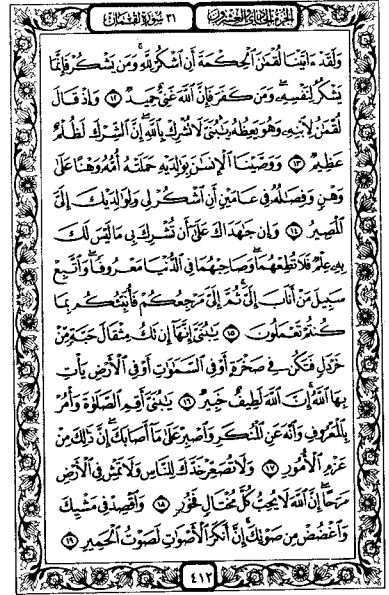 الجزء الحادي والعشرون ٣١ سورة لقمان
وَلَقَدْ ءَاتَيْنَا لُقْمَٰنَ ٱلْحِكْمَةَ أَنِ ٱشْكُرْ لِلَّهِ وَمَن يَشْكُرْ فَإِنَّمَا
يَشْكُرُ لِنَفْسِهِۦ وَمَن كَفَرَ فَإِنَّ ٱللَّهَ غَنِىٌّ حَمِيدٌ ١٢ وَإِذْ قَالَ
لُقْمَٰنُ لِٱبْنِهِۦ وَهُوَ يَعِظُهُۥ يَٰبُنَىَّ لَا تُشْرِكْ بِٱللَّهِ إِنَّ ٱلشِّرْكَ لَظُلْمٌ
عَظِيمٌ ١٣ وَوَصَّيْنَا ٱلْإِنسَٰنَ بِوَٰلِدَيْهِ حَمَلَتْهُ أُمُّهُۥ وَهْنًا عَلَىٰ
وَهْنٍ وَفِصَٰلُهُۥ فِى عَامَيْنِ أَنِ ٱشْكُرْ لِى وَلِوَٰلِدَيْكَ إِلَىَّ
ٱلْمَصِيرُ ١٤ وَإِن جَٰهَدَاكَ عَلَىٰٓ أَن تُشْرِكَ بِى مَا لَيْسَ لَكَ
بِهِۦ عِلْمٌ فَلَا تُطِعْهُمَا وَصَاحِبْهُمَا فِى ٱلدُّنْيَا مَعْرُوفًا وَٱتَّبِعْ
سَبِيلَ مَنْ أَنَابَ إِلَىَّ ثُمَّ إِلَىَّ مَرْجِعُكُمْ فَأُنَبِّئُكُم بِمَا
كُنتُمْ تَعْمَلُونَ ١٥ يَٰبُنَىَّ إِنَّهَآ إِن تَكُ مِثْقَالَ حَبَّةٍ مِّنْ
خَرْدَلٍ فَتَكُن فِى صَخْرَةٍ أَوْ فِى ٱلسَّمَٰوَٰتِ أَوْ فِى ٱلْأَرْضِ يَأْتِ
بِهَا ٱللَّهُ إِنَّ ٱللَّهَ لَطِيفٌ خَبِيرٌ ١٦ يَٰبُنَىَّ أَقِمِ ٱلصَّلَوٰةَ وَأْمُرْ
بِٱلْمَعْرُوفِ وَٱنْهَ عَنِ ٱلْمُنكَرِ وَٱصْبِرْ عَلَىٰ مَآ أَصَابَكَ إِنَّ ذَٰلِكَ مِنْ
عَزْمِ ٱلْأُمُورِ ١٧ وَلَا تُصَعِّرْ خَدَّكَ لِلنَّاسِ وَلَا تَمْشِ فِى ٱلْأَرْضِ
مَرَحًا إِنَّ ٱللَّهَ لَا يُحِبُّ كُلَّ مُخْتَالٍ فَخُورٍ ١٨ وَٱقْصِدْ فِى مَشْيِكَ
وَٱغْضُضْ مِن صَوْتِكَ إِنَّ أَنكَرَ ٱلْأَصْوَٰتِ لَصَوْتُ ٱلْحَمِيرِ ١٩
٤١٢